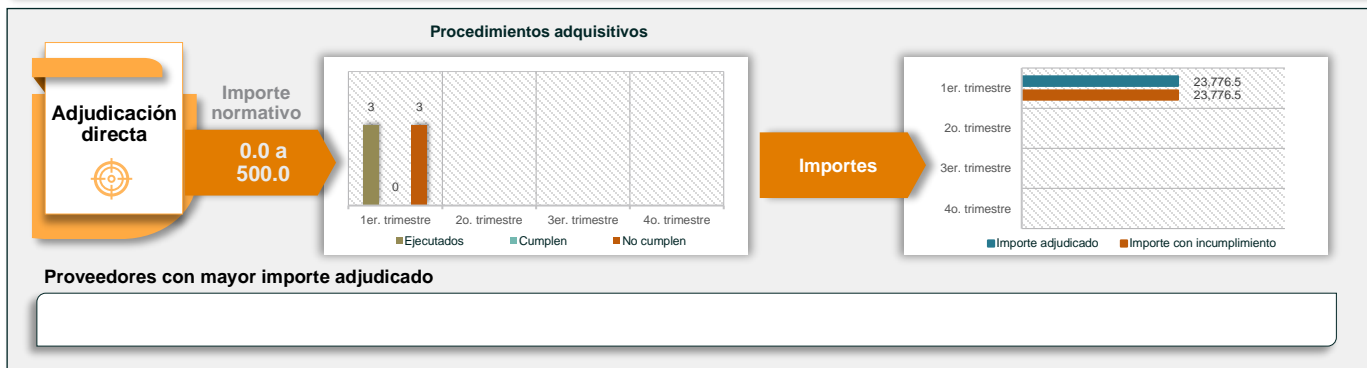 Procedimientos adquisitivos
Adjudicación
directa
Importe
normativo
0.0 a
500.0
3
0
3
1er. trimestre
2o. trimestre
3er. trimestre
4o. trimestre
Ejecutados
Cumplen
No cumplen
Importes
1er. trimestre
23,776.5
23,776.5
2o. trimestre
3er. trimestre
4o. trimestre
Importe adjudicado
Importe con incumplimiento
Proveedores con mayor importe adjudicado